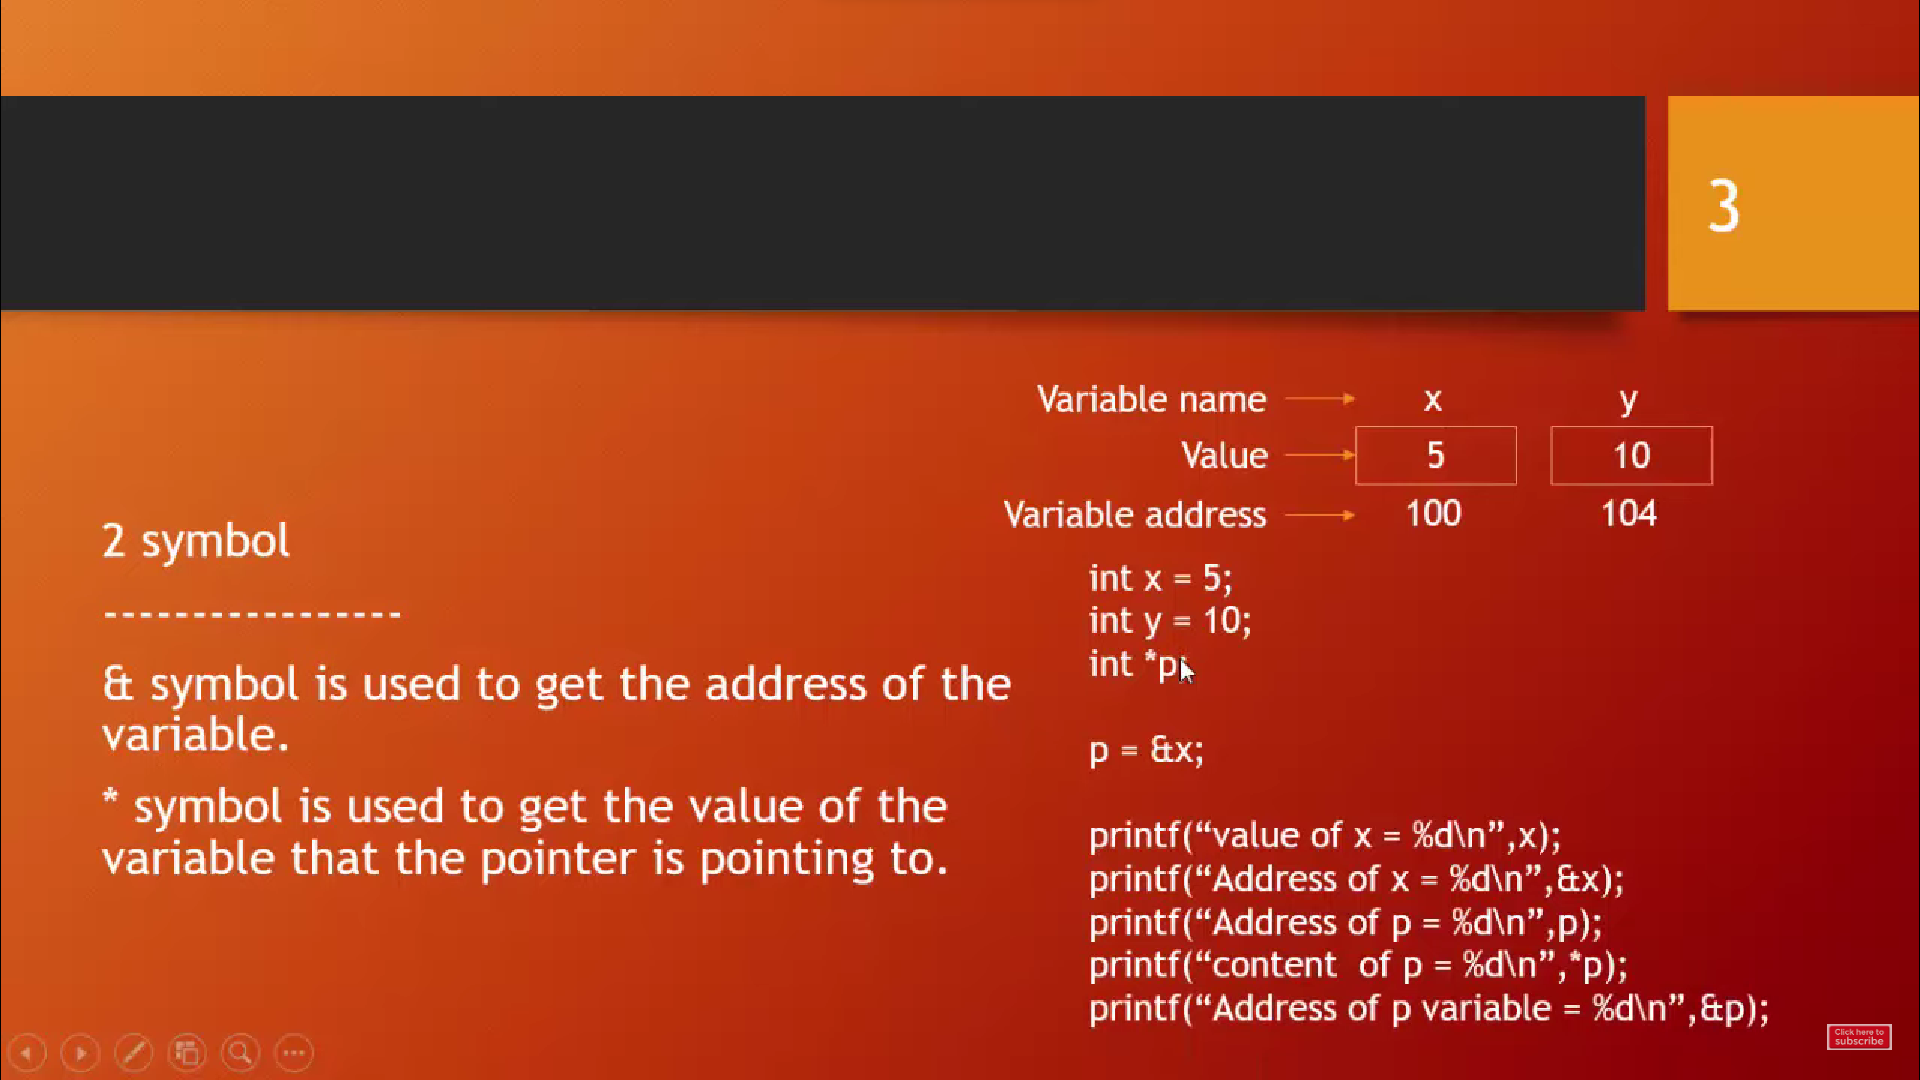 3
2 symbol
-----------------
& symbol is used to get the address of the
variable.
* symbol is used to get the value of the
variable that the pointer is pointing to.
Variable name x y
Value 5 10
Variable address 100 104
int x = 5;
int y = 10;
int *p;
p = &x;
printf(“value of x = %d\n”,x);
printf(“Address of x = %d\n”,&x);
printf(“Address of p = %d\n”,p);
printf(“content  of p = %d\n”,*p);
printf(“Address of p variable = %d\n”,&p);
Click here to
subscribe